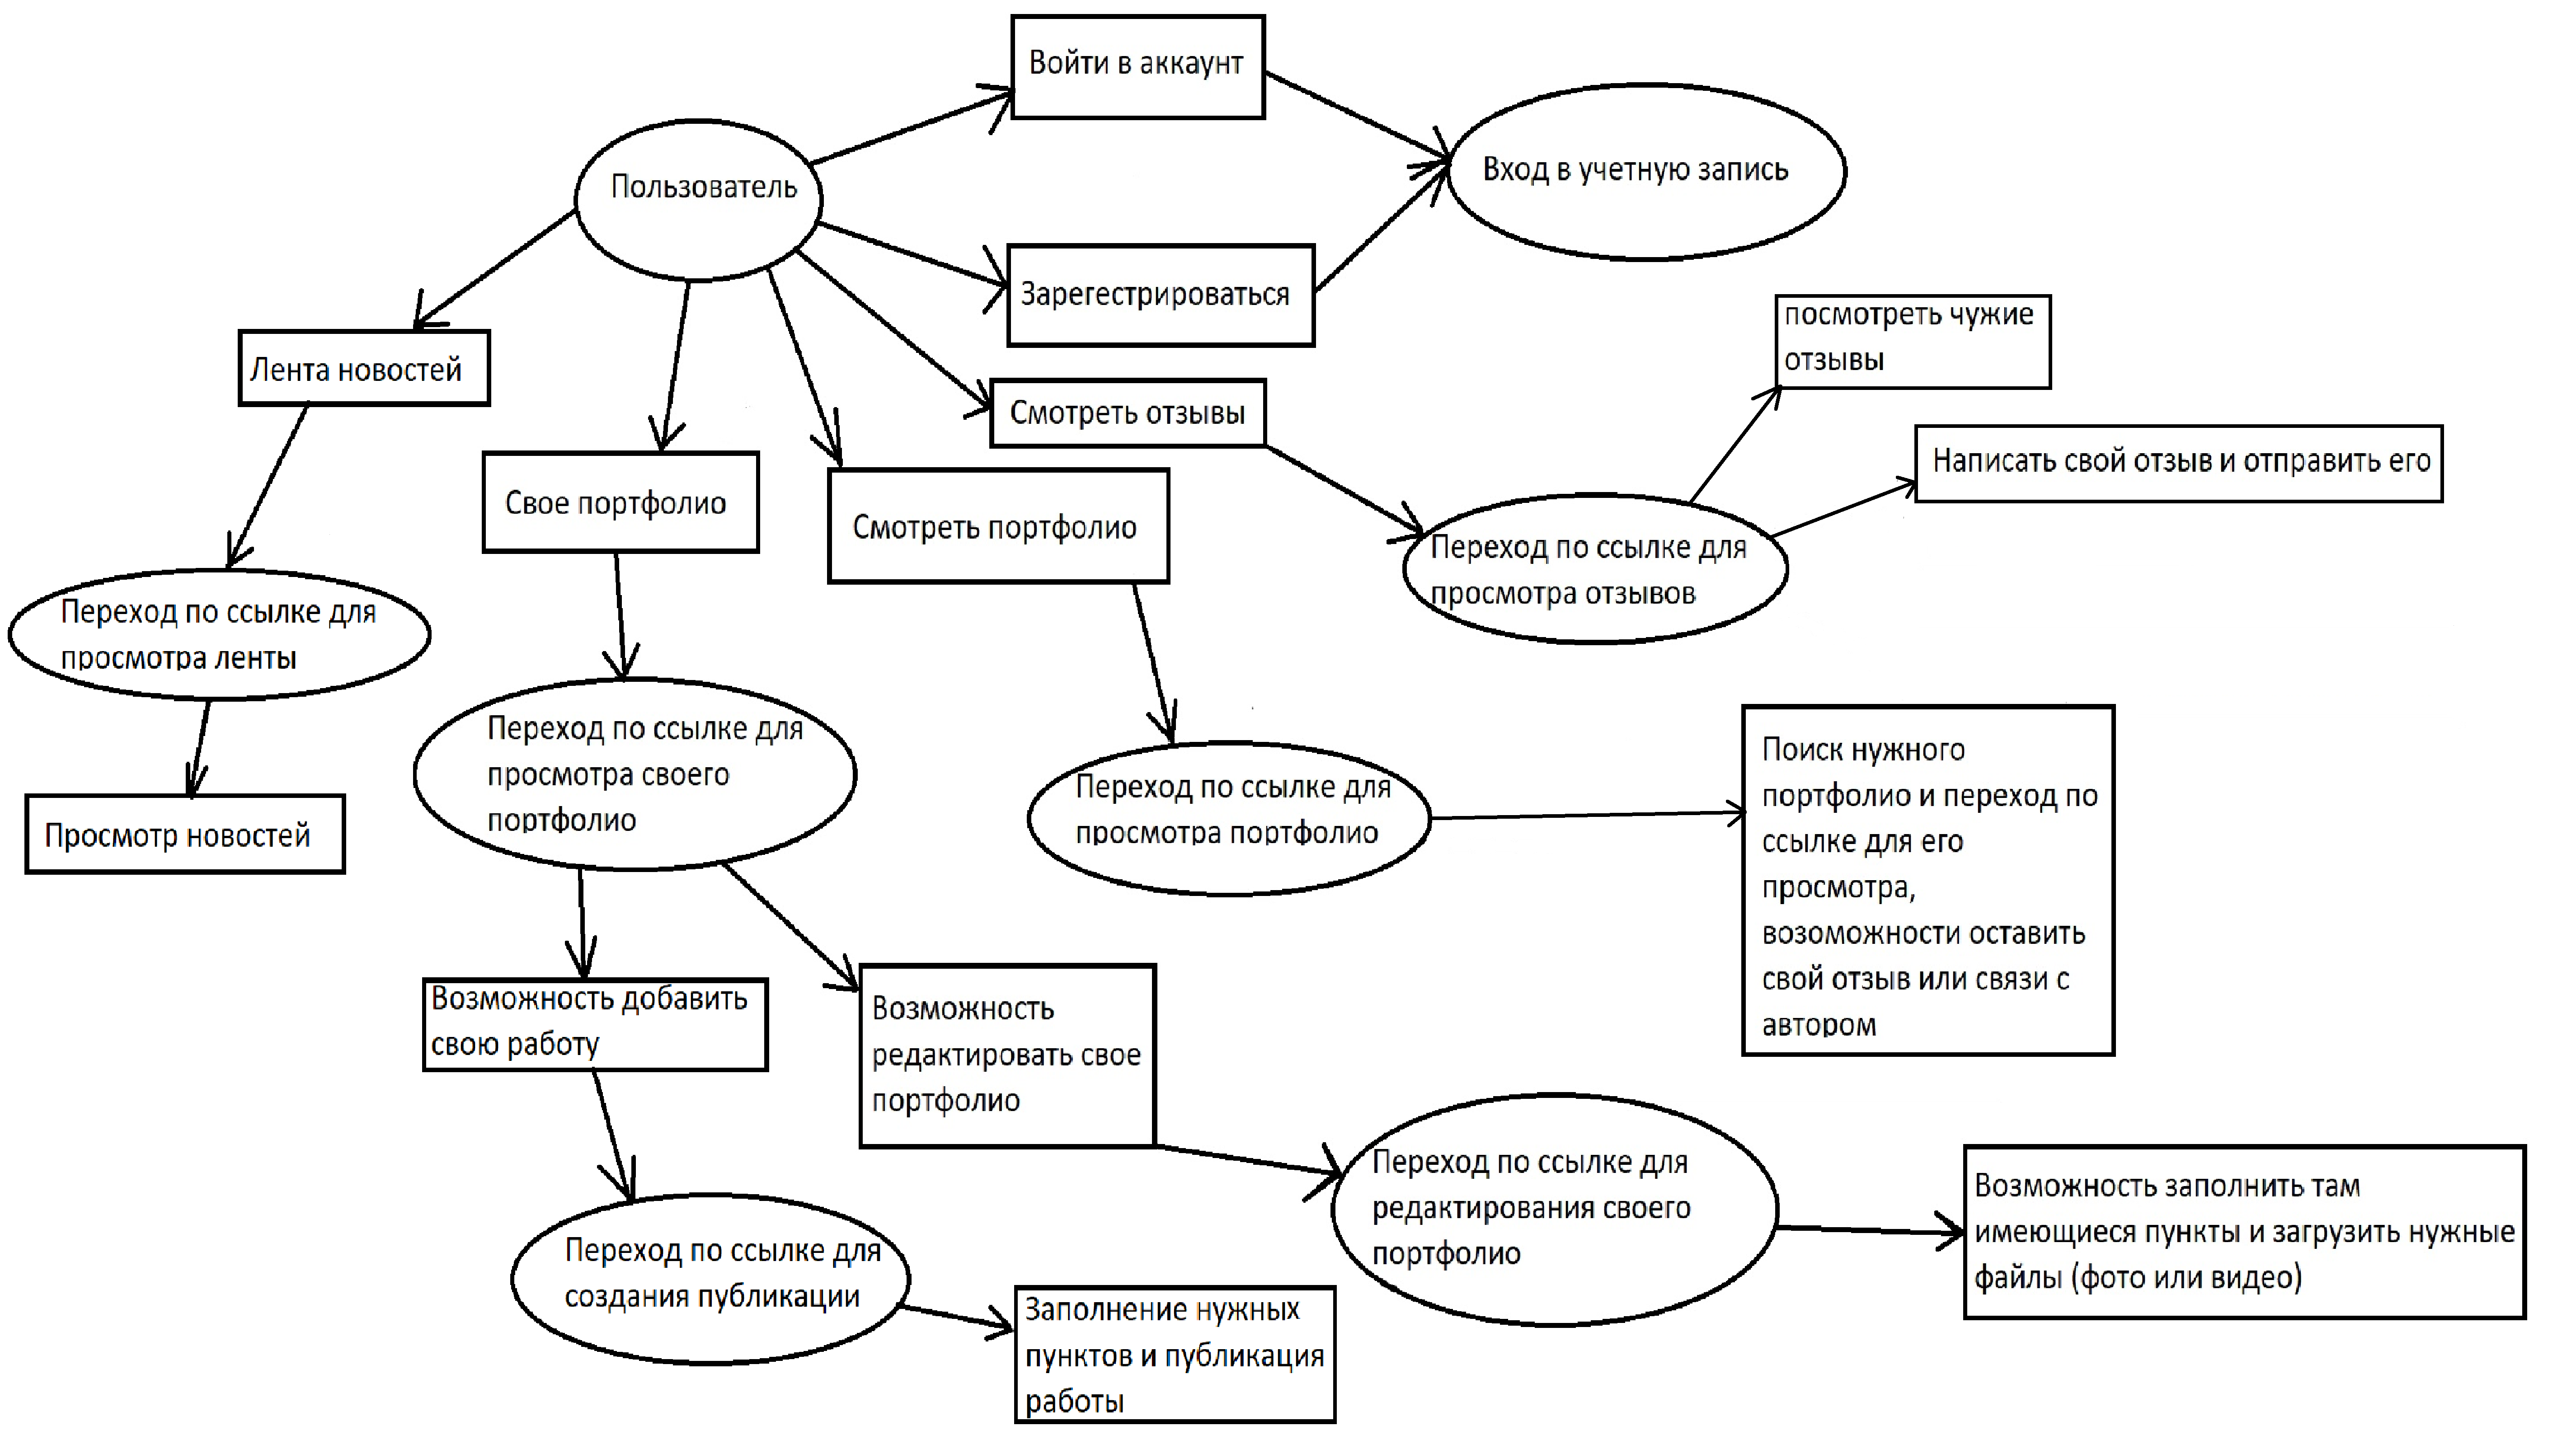 Войти в аккаунт
Пользователь
Вход в учетную запись
Зарегестрироваться
посмотреть чужие
отзывы
Лента новостей
Смотреть отзывы
Написать свой отзыв и отправить его
Свое портфолио
Смотреть портфолио
Переход по ссылке для
просмотра отзывов
Переход по ссылке для
просмотра ленты
Переход по ссылке для
просмотра своего
портфолио
Просмотр новостей
Переход по ссылке для
просмотра портфолио
Поиск нужного
портфолио и переход по
ссылке для его
просмотра,
возоможности оставить
свой отзыв или связи с
автором
Возможность добавить
свою работу
Возможность
редактировать свое
портфолио
Переход по ссылке для
редактирования своего
портфолио
Возможность заполнить там
имеющиеся пункты и загрузить нужные
файлы (фото или видео)
Переход по ссылке для
создания публикации
Заполнение нужных
пунктов и публикация
работы